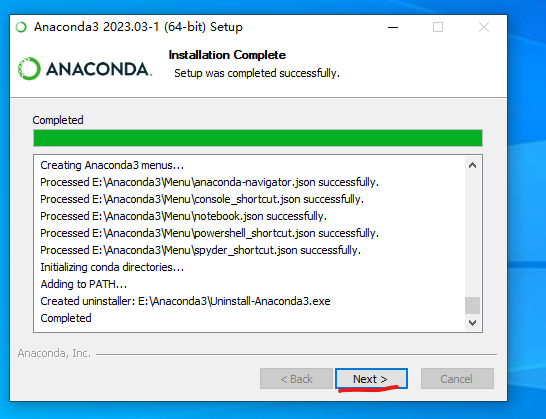 Anaconda3 2023.03-1 (64-bit) Setup
ANACONDA.
Installation Complete
Setup was completed successfully.
Completed
Creating Anaconda3 menus...
Processed E:\Anaconda3\Menu\anaconda-navigator.json successfully.
Processed E:\Anaconda3\Menu\console_shortcut.json successfully.
Processed E:\Anaconda3\Menu\notebook.json successfully.
Processed E:\Anaconda3\Menu\powershell_shortcut.json successfully.
Processed E:\Anaconda3\Menu\spyder_shortcut.json successfully.
Initializing conda directories...
Adding to PATH...
Created uninstaller: E:\Anaconda3\Uninstall-Anaconda3.exe
Completed
Anaconda, Inc.
< Back Next > Cancel